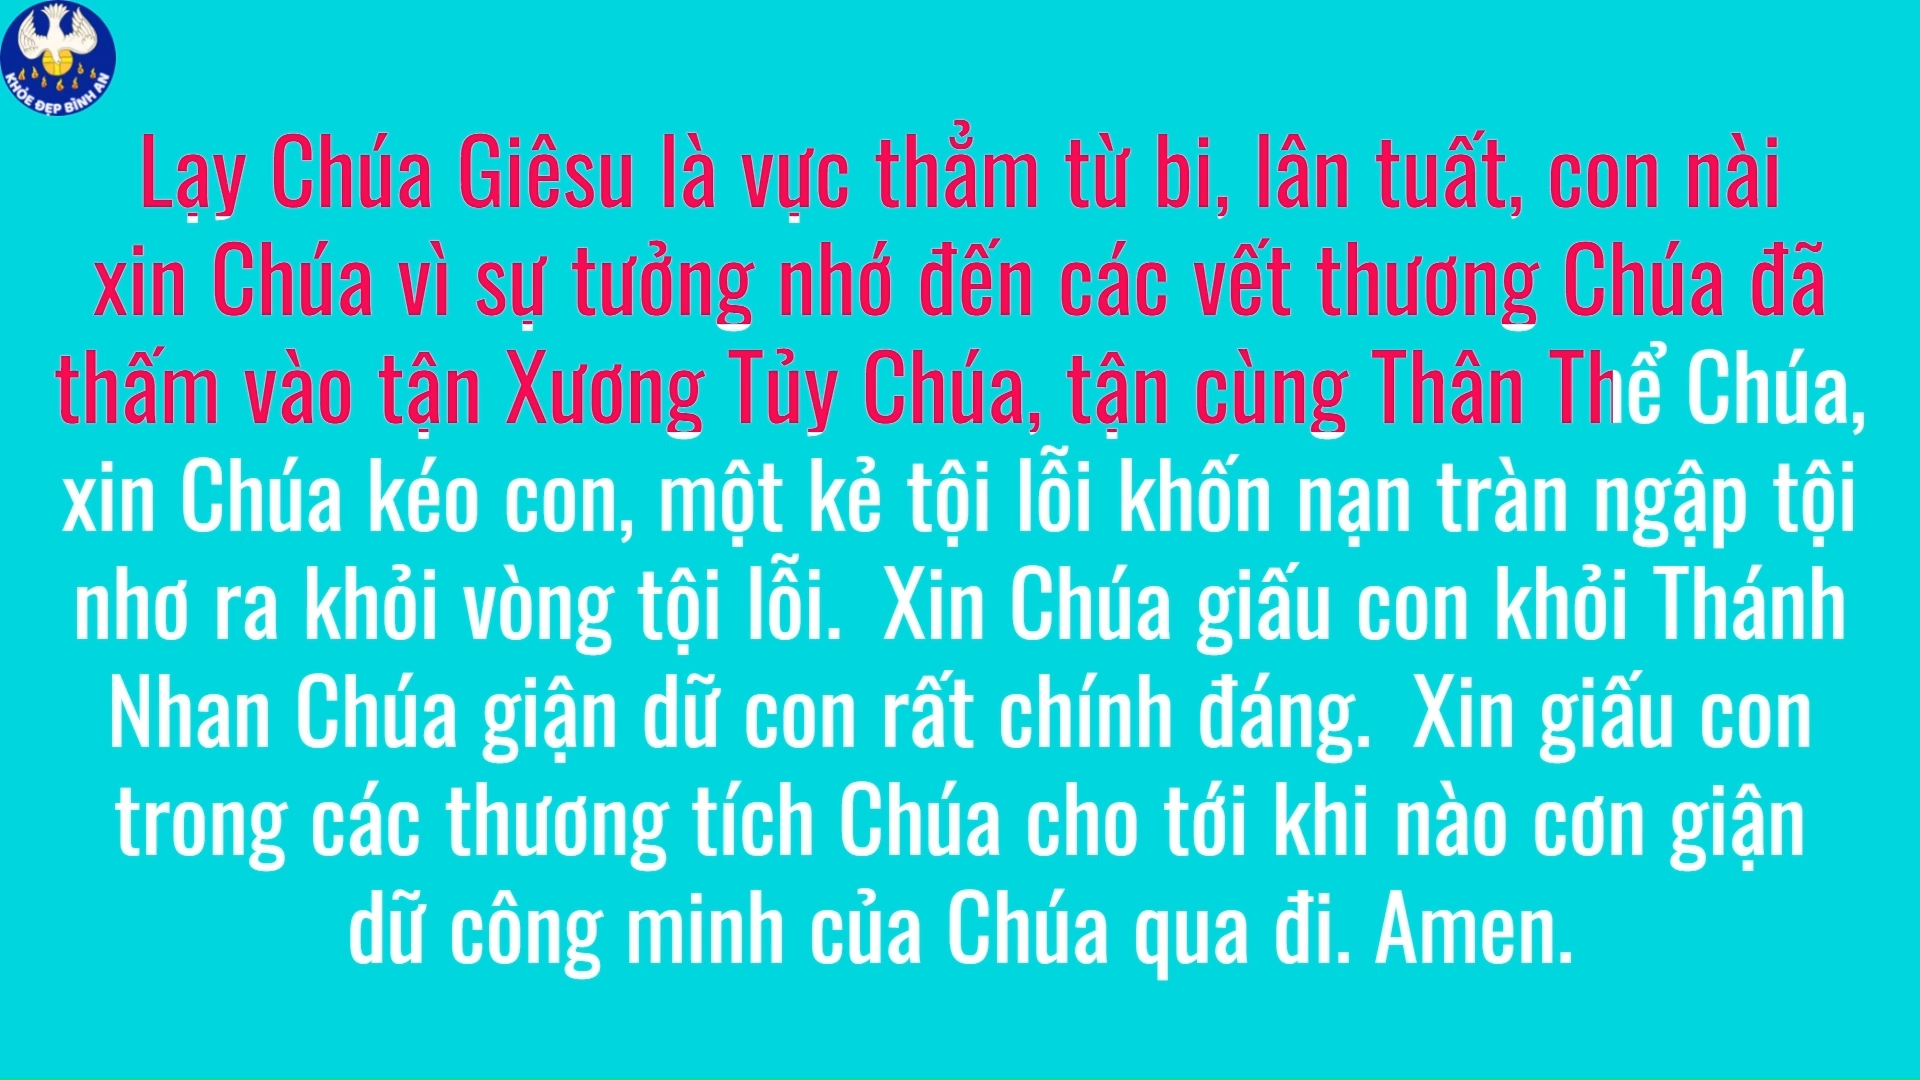 KHỎE ĐẸP BÌNH AN
Lạy Chúa Giêsu là vực thẳm từ bi, lân tuất, con nài
xin Chúa vì sự tưởng nhớ đến các vết thương Chúa đã
thấm vào tận Xương Tủy Chúa, tận cùng Thân Thể Chúa,
xin Chúa kéo con, một kẻ tội lỗi khốn nạn tràn ngập tội
nhơ ra khỏi vòng tội lỗi.  Xin Chúa giấu con khỏi Thánh
Nhan Chúa giận dữ con rất chính đáng.  Xin giấu con
trong các thương tích Chúa cho tới khi nào cơn giận
dữ công minh của Chúa qua đi. Amen.